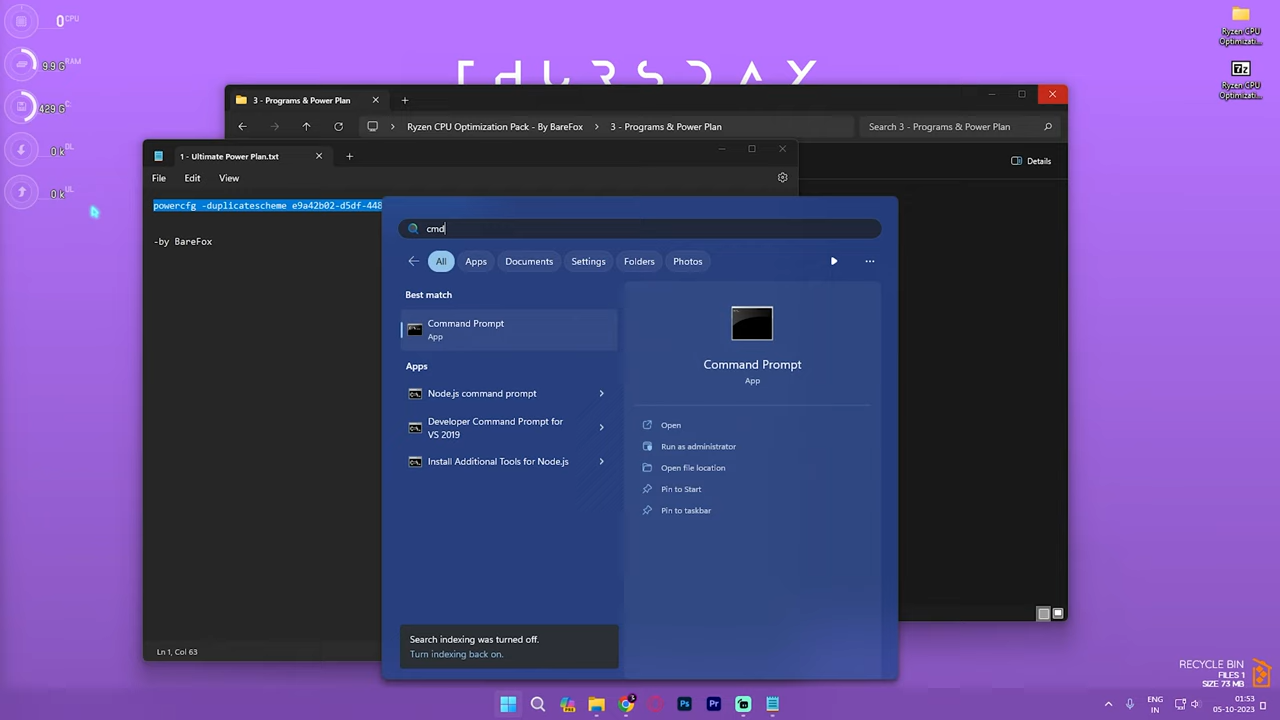 0 CPU
9.9 G RAM
429 G C:
0 k DL
0 k UL
THURSDAY
Ryzen CPU
Optimizati...
Ryzen CPU
Optimizati...
3 - Programs & Power Plan
Ryzen CPU Optimization Pack - By BareFox
3 - Programs & Power Plan
Search 3 - Programs & Power Plan
Details
1 - Ultimate Power Plan.txt
File Edit View
powercfg -duplicatescheme e9a42b02-d5df-448
-by BareFox
Ln 1, Col 63
cmd
All
Apps
Documents
Settings
Folders
Photos
Best match
Command Prompt
App
Apps
Node.js command prompt
Developer Command Prompt for
VS 2019
Install Additional Tools for Node.js
Search indexing was turned off.
Turn indexing back on.
Command Prompt
App
Open
Run as administrator
Open file location
Pin to Start
Pin to taskbar
RECYCLE BIN
FILES 1
SIZE 73 MB
Ps
Pr
ENG
IN
01:53
05-10-2023